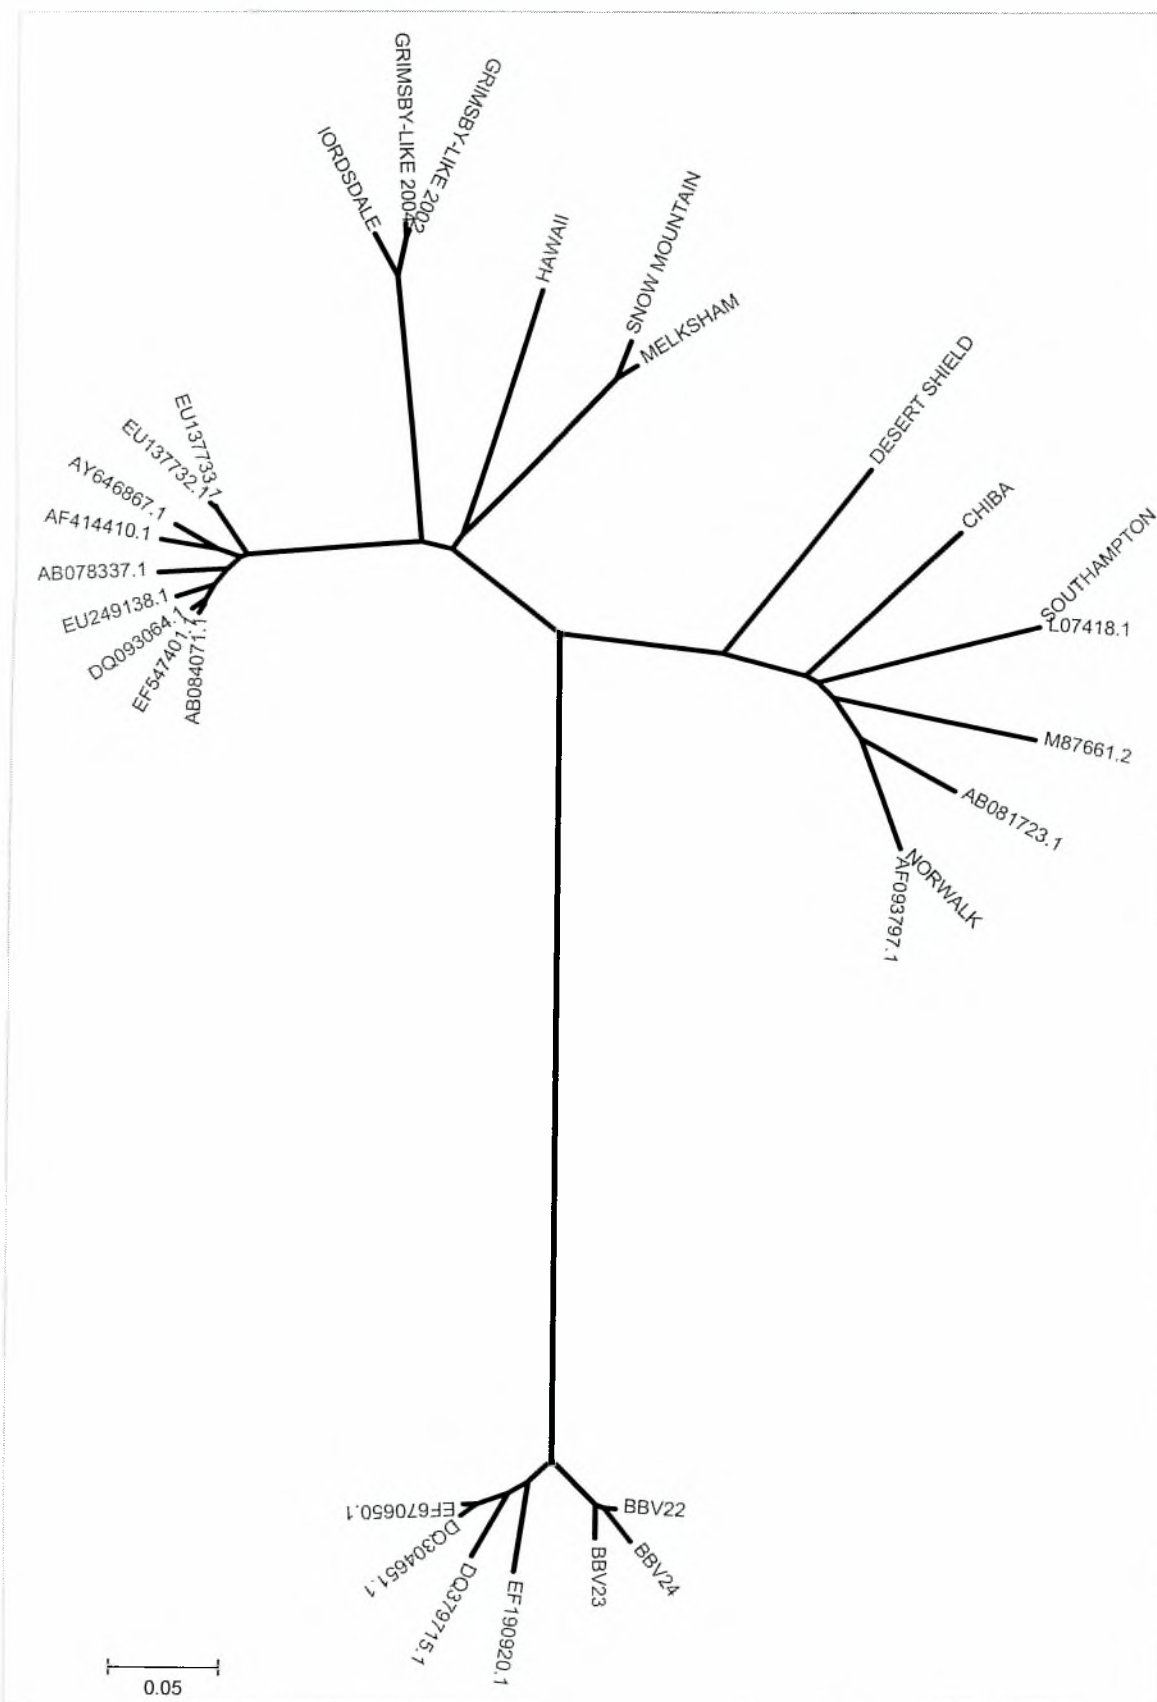 GRIMSBY-LIKE 2004
GRIMSBY-LIKE 2002
IORDSDALE
HAWAII
SNOW MOUNTAIN
MELKSHAM
DESERT SHIELD
CHIBA
SOUTHAMPTON
L07418.1
M87661.2
AB081723.1
NORWALK
AF093797.1
EU137733.1
EU137732.1
AY646867.1
AF414410.1
AB078337.1
EU249138.1
DQ093064.1
EF547401.1
AB084071.1
EF670650.1
DQ304651.1
DQ379715.1
EF190920.1
BBV23
BBV24
BBV22
0.05